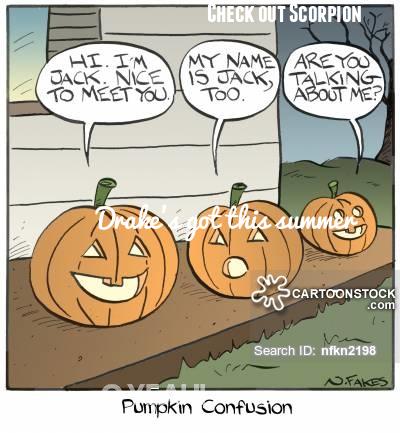 Check out Scorpion
HI. I'M
JACK. NICE
TO MEET YOU.
MY NAME
IS JACK,
TOO.
ARE YOU
TALKING
ABOUT ME?
Drake's got this summer
CARTOONSTOCK
.com
Search ID: nfkn2198
N. FAKES
Pumpkin Confusion